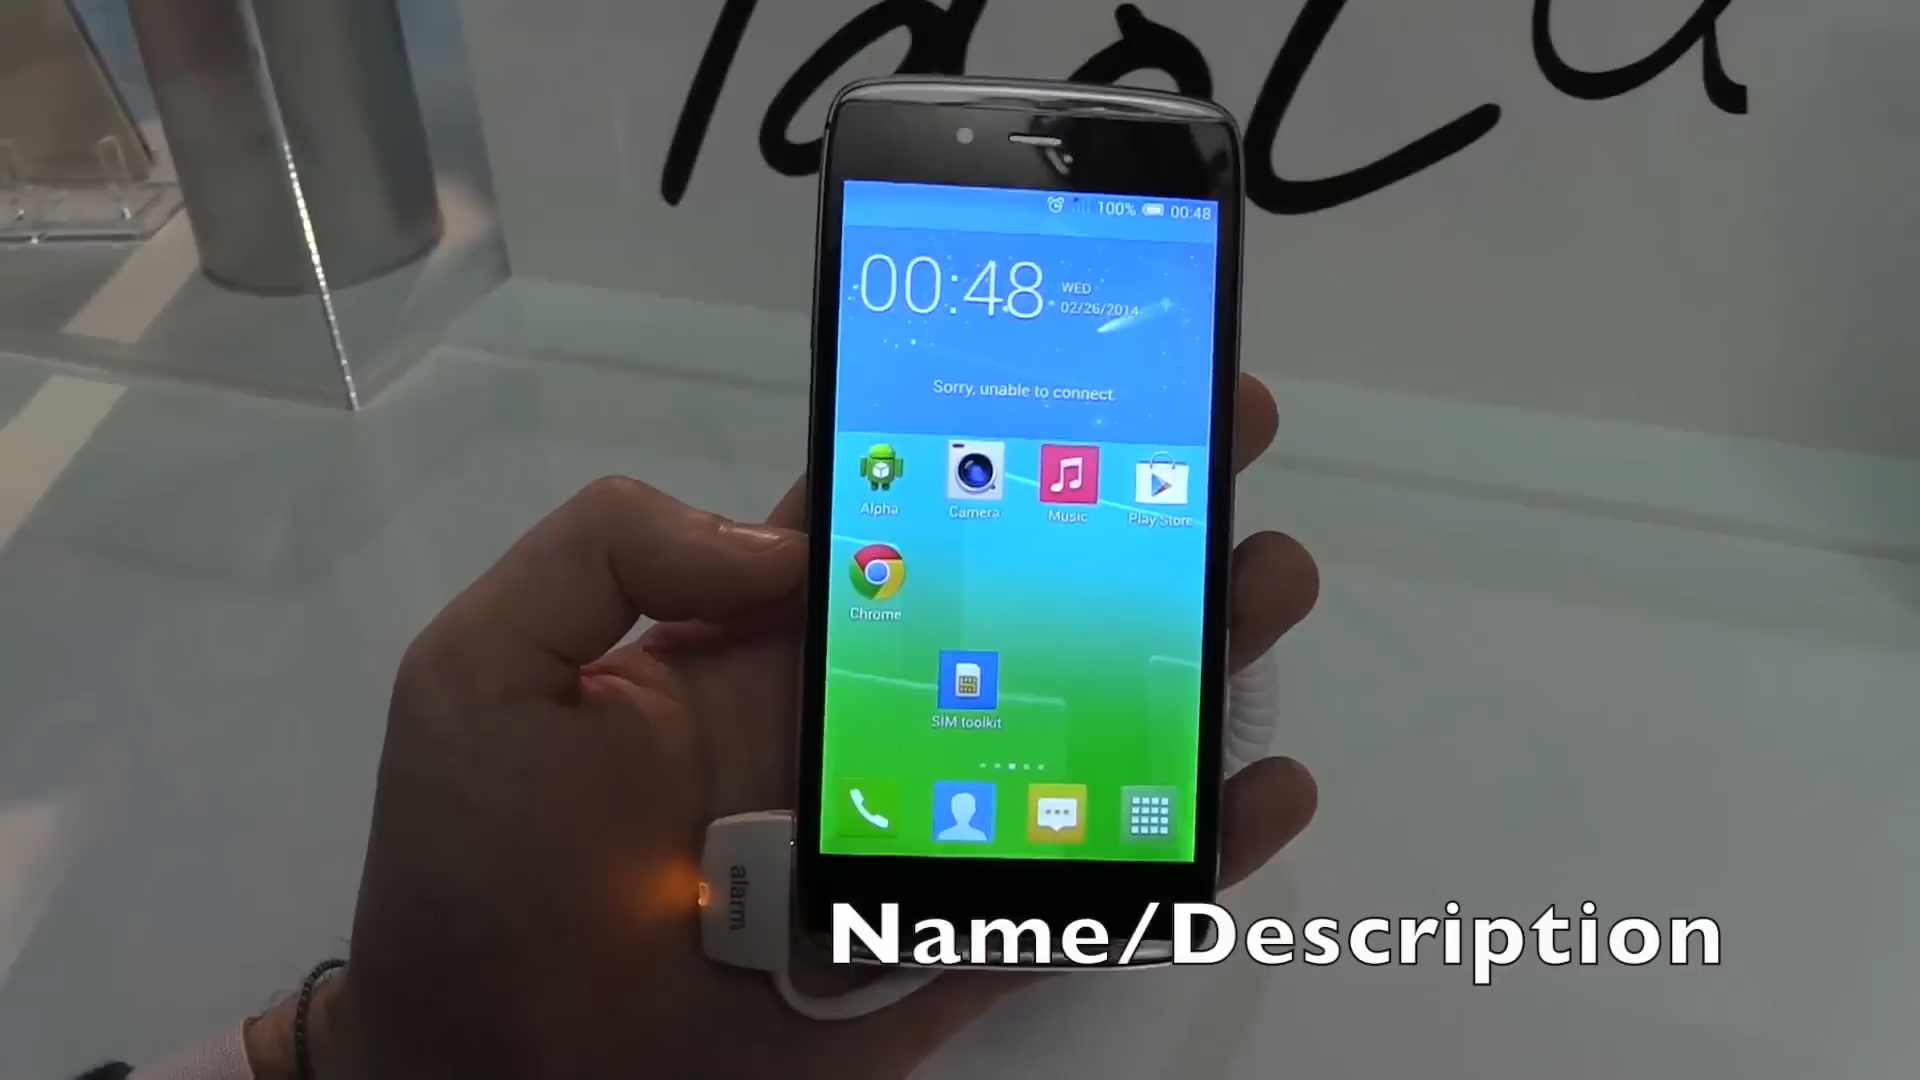 idol α
100% 00:48
00:48
WED
02/26/2014
Sorry, unable to connect.
Alpha Camera Music Play Store
Chrome
SIM toolkit
alarm
Name/Description